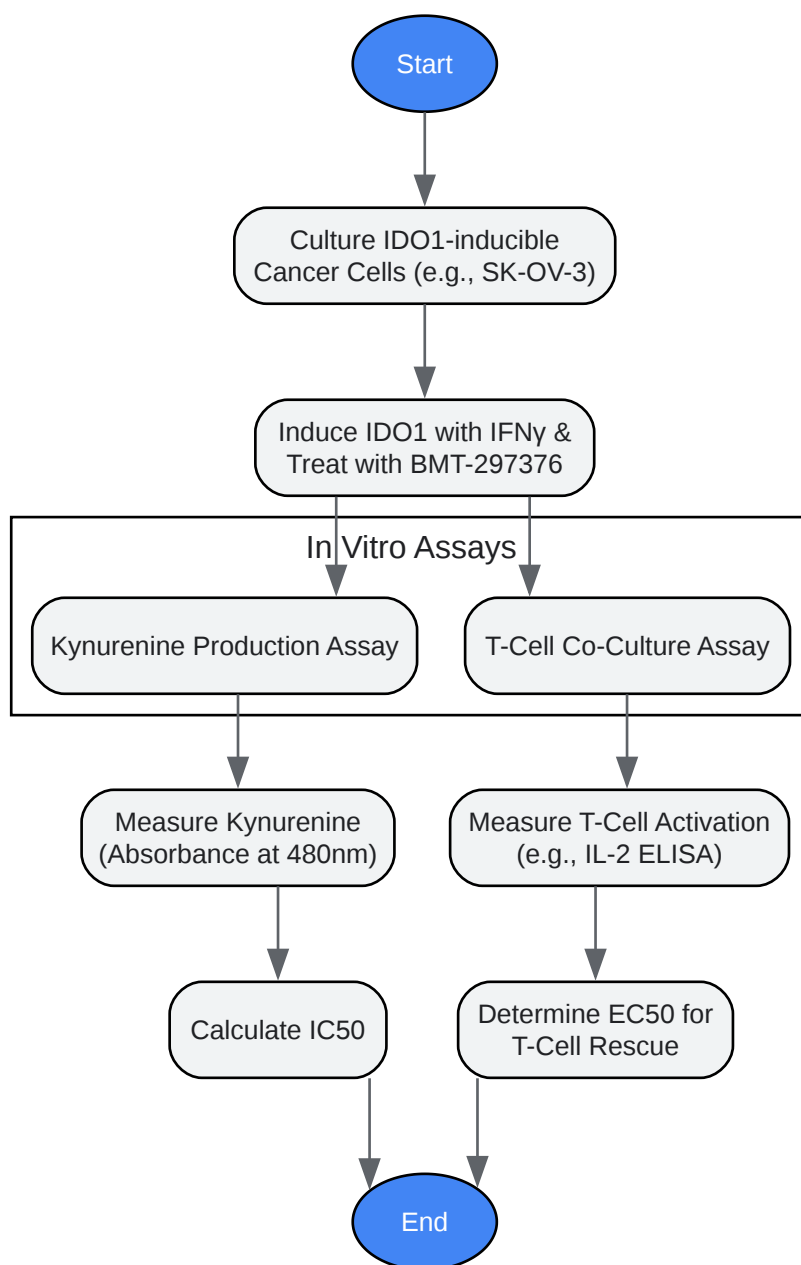 Start
Culture IDO1-inducible
Cancer Cells (e.g., SK-OV-3)
Induce IDO1 with IFNγ &
Treat with BMT-297376
In Vitro Assays
Kynurenine Production Assay
T-Cell Co-Culture Assay
Measure Kynurenine
(Absorbance at 480nm)
Measure T-Cell Activation
(e.g., IL-2 ELISA)
Calculate IC50
Determine EC50 for
T-Cell Rescue
End